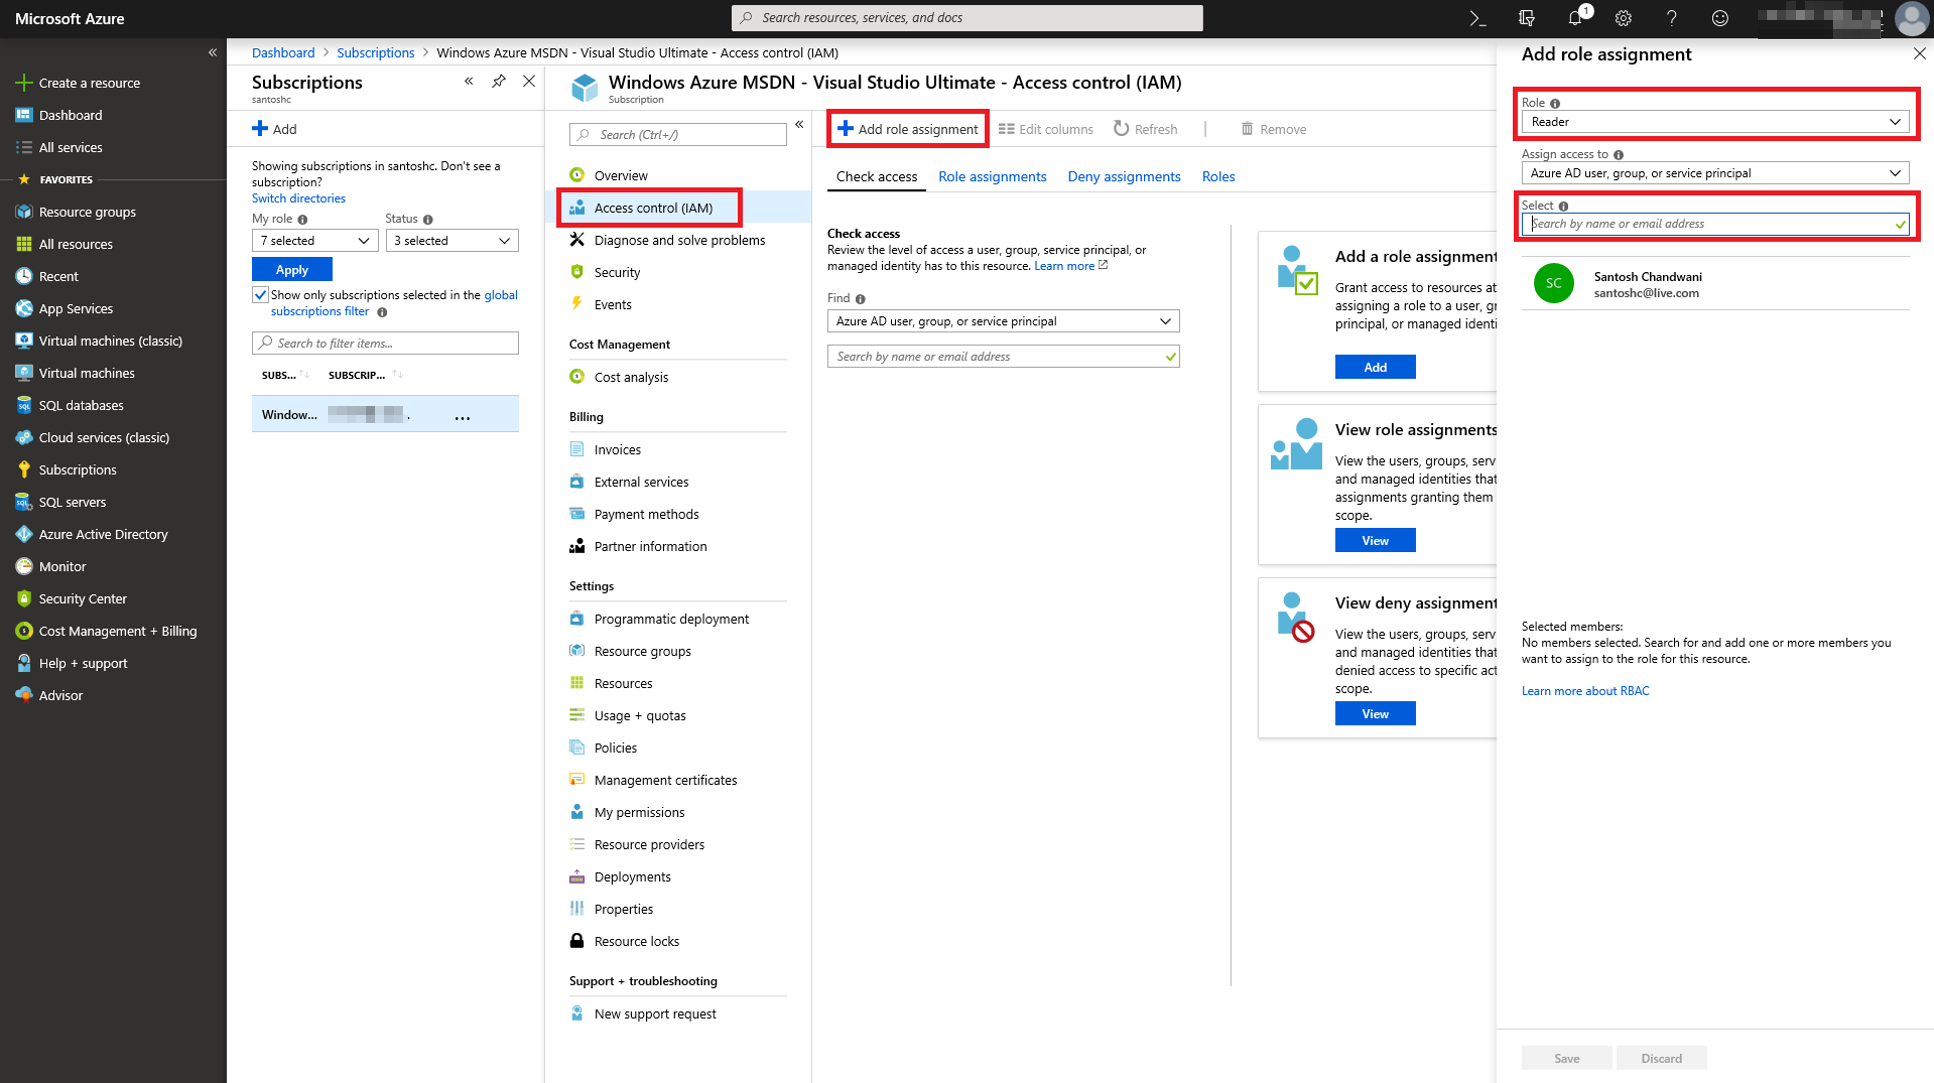 Microsoft Azure
Search resources, services, and docs
1
Create a resource
Dashboard
All services
FAVORITES
Resource groups
All resources
Recent
App Services
Virtual machines (classic)
Virtual machines
SQL databases
Cloud services (classic)
Subscriptions
SQL servers
Azure Active Directory
Monitor
Security Center
Cost Management + Billing
Help + support
Advisor
Dashboard > Subscriptions > Windows Azure MSDN - Visual Studio Ultimate - Access control (IAM)
Subscriptions
santoshc
Add
Showing subscriptions in santoshc. Don't see a
subscription?
Switch directories
My role
Status
7 selected
3 selected
Apply
Show only subscriptions selected in the global
subscriptions filter
Search to filter items...
SUBS...
SUBSCRIP...
Window...
...
Windows Azure MSDN - Visual Studio Ultimate - Access control (IAM)
Subscription
Search (Ctrl+/)
Overview
Access control (IAM)
Diagnose and solve problems
Security
Events
Cost Management
Cost analysis
Billing
Invoices
External services
Payment methods
Partner information
Settings
Programmatic deployment
Resource groups
Resources
Usage + quotas
Policies
Management certificates
My permissions
Resource providers
Deployments
Properties
Resource locks
Support + troubleshooting
New support request
Add role assignment
Edit columns
Refresh
Remove
Check access
Role assignments
Deny assignments
Roles
Check access
Review the level of access a user, group, service principal, or
managed identity has to this resource. Learn more
Find
Azure AD user, group, or service principal
Search by name or email address
Add a role assignment
Grant access to resources at
assigning a role to a user, g
principal, or managed identi
Add
View role assignments
View the users, groups, serv
and managed identities that
assignments granting them
scope.
View
View deny assignment
View the users, groups, serv
and managed identities that
denied access to specific act
scope.
View
Add role assignment
Role
Reader
Assign access to
Azure AD user, group, or service principal
Select
Search by name or email address
SC
Santosh Chandwani
santoshc@live.com
Selected members:
No members selected. Search for and add one or more members you
want to assign to the role for this resource.
Learn more about RBAC
Save
Discard